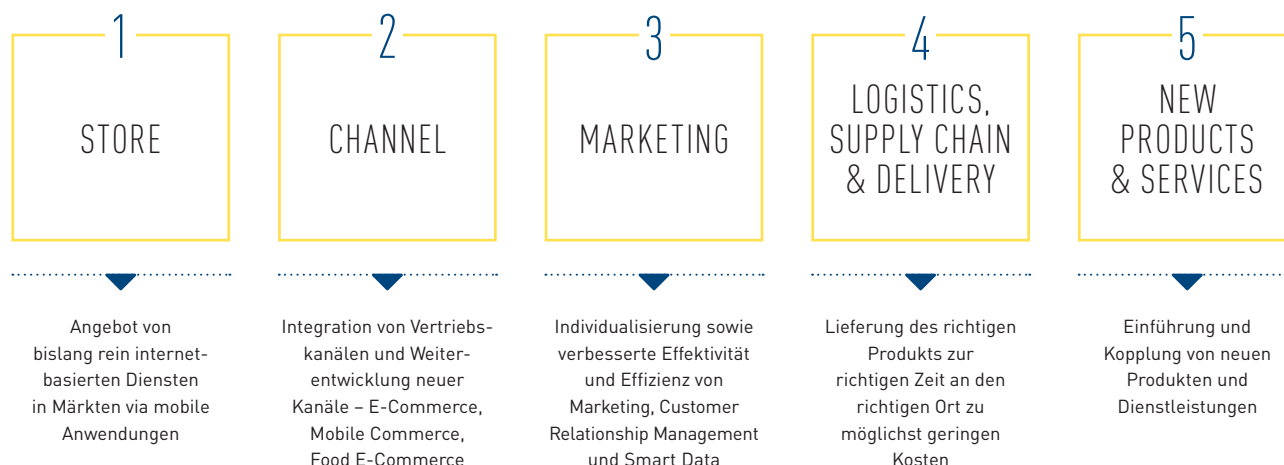 1
STORE
Angebot von
bislang rein internet-
basierten Diensten
in Märkten via mobile
Anwendungen
2
CHANNEL
Integration von Vertriebs-
kanälen und Weiter-
entwicklung neuer
Kanäle – E-Commerce,
Mobile Commerce,
Food E-Commerce
3
MARKETING
Individualisierung sowie
verbesserte Effektivität
und Effizienz von
Marketing, Customer
Relationship Management
und Smart Data
4
LOGISTICS,
SUPPLY CHAIN
& DELIVERY
Lieferung des richtigen
Produkts zur
richtigen Zeit an den
richtigen Ort zu
möglichst geringen
Kosten
5
NEW
PRODUCTS
& SERVICES
Einführung und
Kopplung von neuen
Produkten und
Dienstleistungen